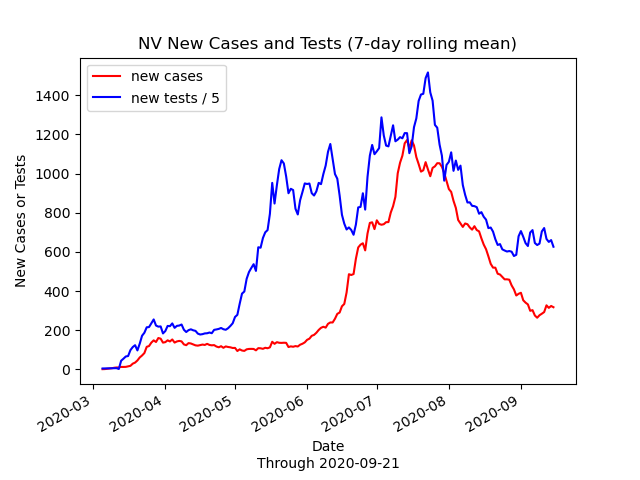 NV New Cases and Tests (7-day rolling mean)
new cases
new tests / 5
New Cases or Tests
1400
1200
1000
800
600
400
200
0
2020-03
2020-04
2020-05
2020-06
2020-07
2020-08
2020-09
Date
Through 2020-09-21